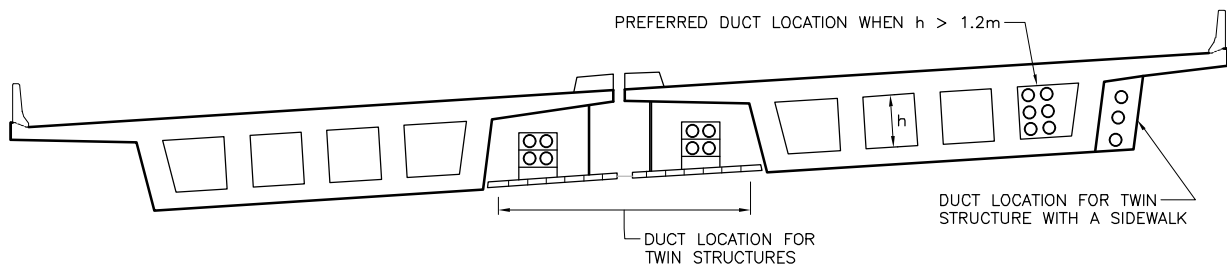 PREFERRED DUCT LOCATION WHEN h > 1.2m
h
DUCT LOCATION FOR TWIN
STRUCTURE WITH A SIDEWALK
DUCT LOCATION FOR
TWIN STRUCTURES